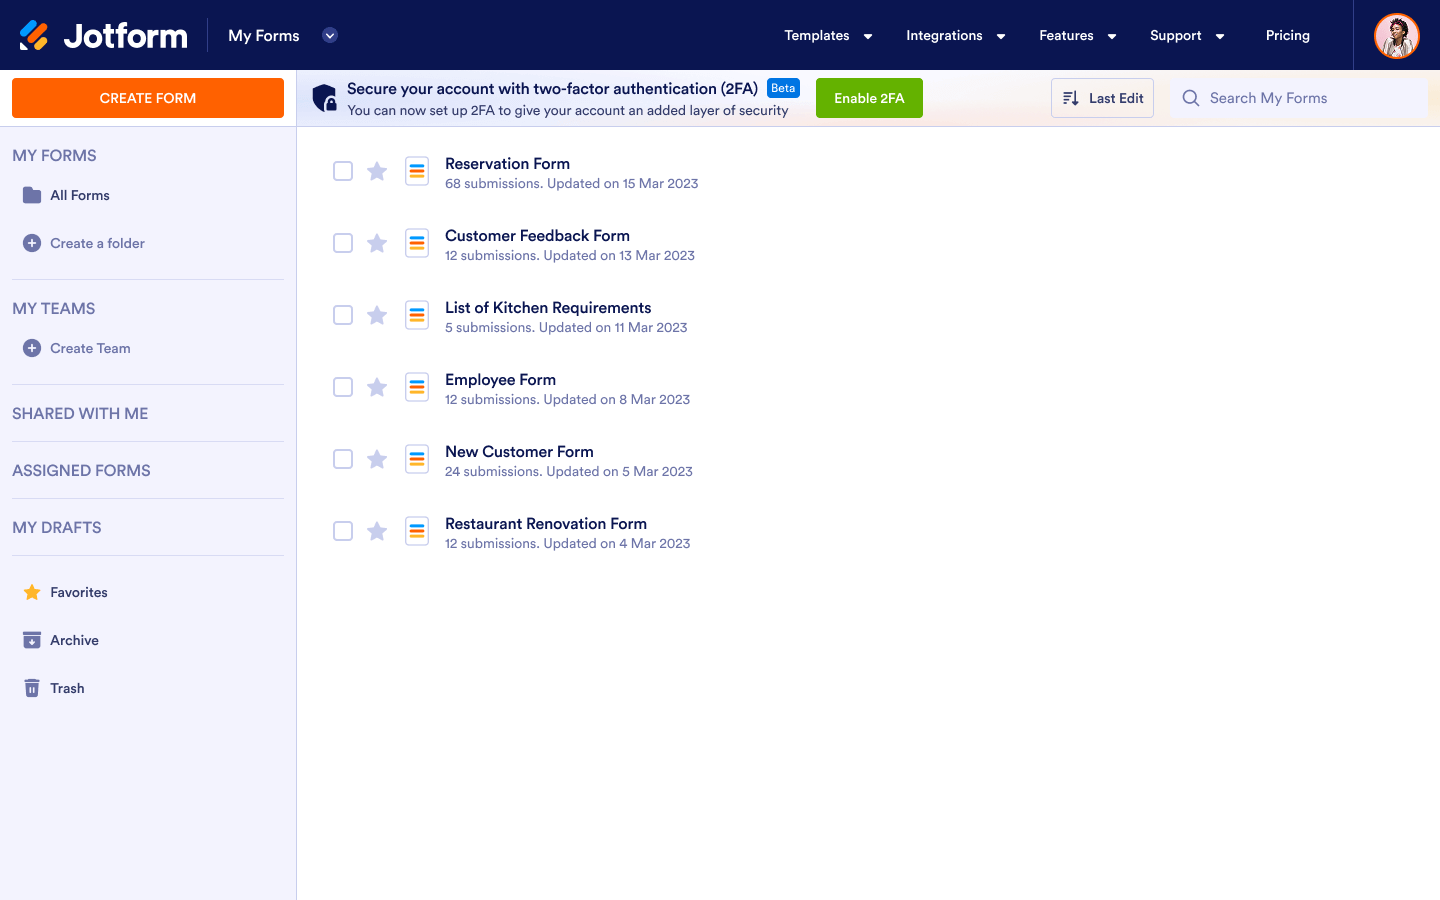 Jotform
My Forms
Templates
Integrations
Features
Support
Pricing
CREATE FORM
Secure your account with two-factor authentication (2FA) Beta
You can now set up 2FA to give your account an added layer of security
Enable 2FA
Last Edit
Search My Forms
MY FORMS
All Forms
Create a folder
MY TEAMS
Create Team
SHARED WITH ME
ASSIGNED FORMS
MY DRAFTS
Favorites
Archive
Trash
Reservation Form
68 submissions. Updated on 15 Mar 2023
Customer Feedback Form
12 submissions. Updated on 13 Mar 2023
List of Kitchen Requirements
5 submissions. Updated on 11 Mar 2023
Employee Form
12 submissions. Updated on 8 Mar 2023
New Customer Form
24 submissions. Updated on 5 Mar 2023
Restaurant Renovation Form
12 submissions. Updated on 4 Mar 2023